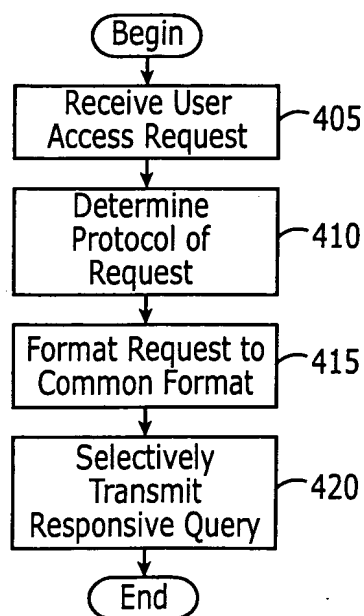 Begin
Receive User
Access Request
405
Determine
Protocol of
Request
410
Format Request to
Common Format
415
Selectively
Transmit
Responsive Query
420
End